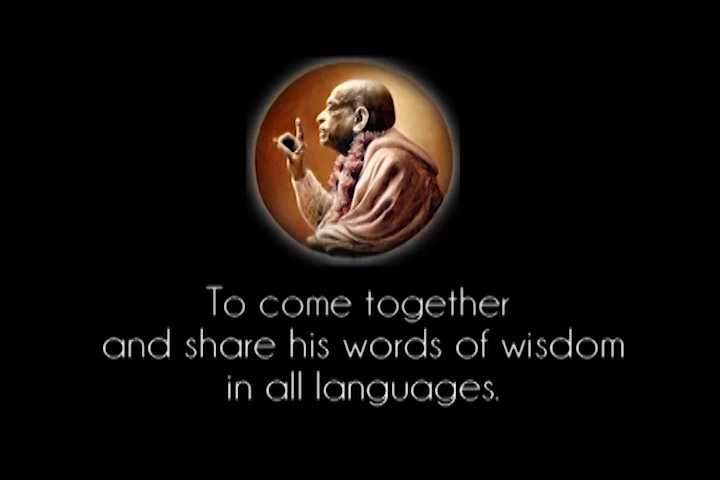 To come together
and share his words of wisdom
in all languages.